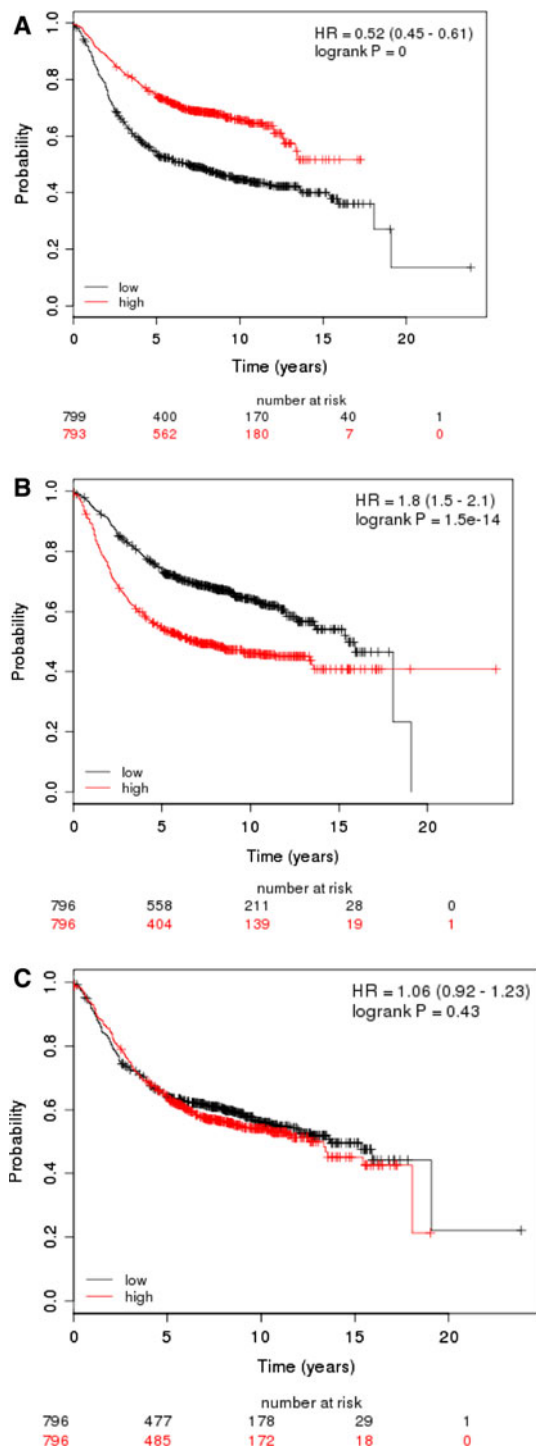 A
HR = 0.52 (0.45 - 0.61)
logrank P = 0
Probability
1.0
0.8
0.6
0.4
0.2
0.0
low
high
0 5 10 15 20
Time (years)
number at risk
799 400 170 40 1
793 562 180 7 0
B
HR = 1.8 (1.5 - 2.1)
logrank P = 1.5e-14
Probability
1.0
0.8
0.6
0.4
0.2
0.0
low
high
0 5 10 15 20
Time (years)
number at risk
796 558 211 28 0
796 404 139 19 1
C
HR = 1.06 (0.92 - 1.23)
logrank P = 0.43
Probability
1.0
0.8
0.6
0.4
0.2
0.0
low
high
0 5 10 15 20
Time (years)
number at risk
796 477 178 29 1
796 485 172 18 0